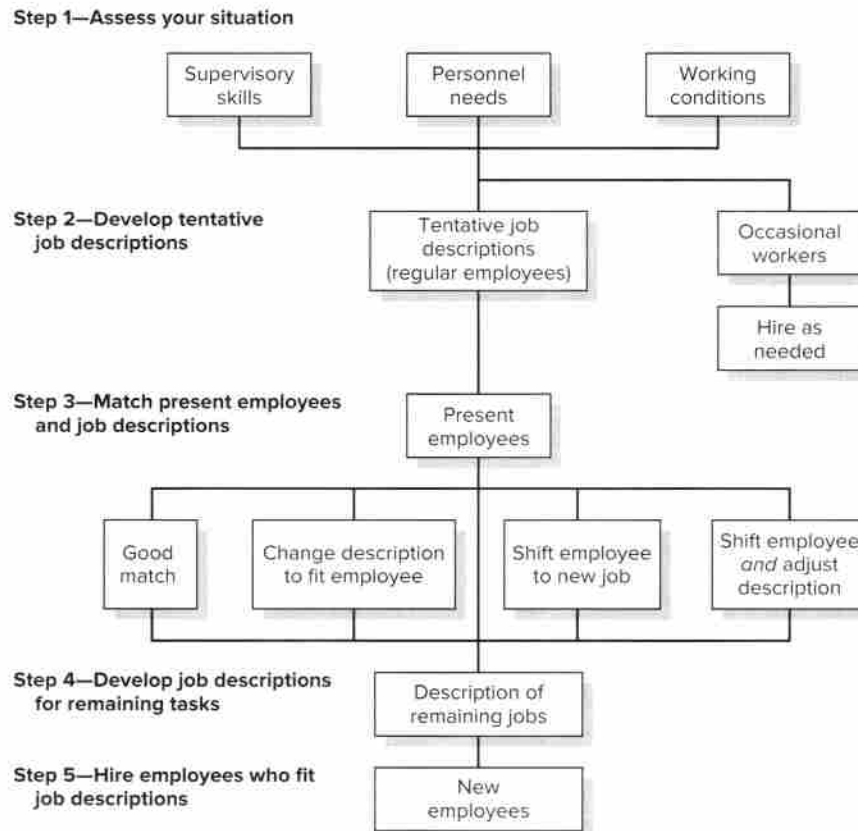 Step 1—Assess your situation
Supervisory
skills
Personnel
needs
Working
conditions
Step 2—Develop tentative
job descriptions
Tentative job
descriptions
(regular employees)
Occasional
workers
Hire as
needed
Step 3—Match present employees
and job descriptions
Present
employees
Good
match
Change description
to fit employee
Shift employee
to new job
Shift employee
and adjust
description
Step 4—Develop job descriptions
for remaining tasks
Description of
remaining jobs
Step 5—Hire employees who fit
job descriptions
New
employees